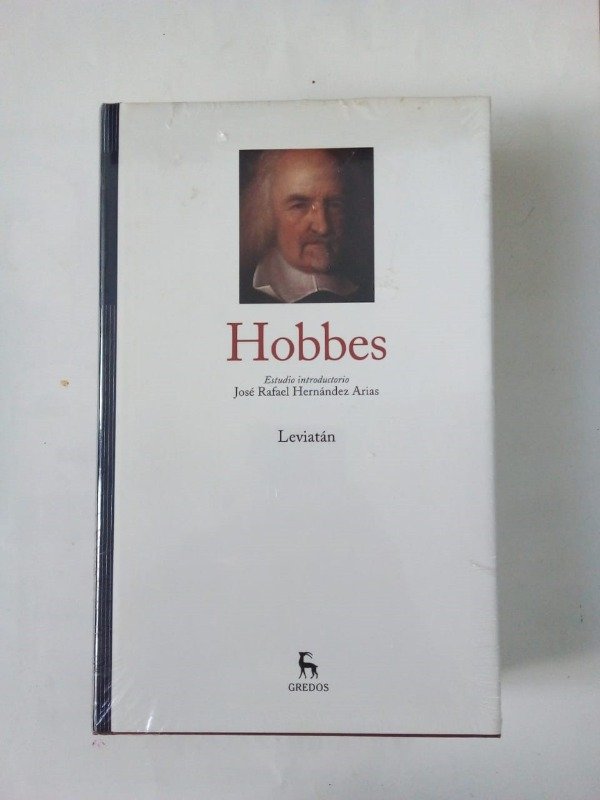 Hobbes
Estudio introductorio
José Rafael Hernández Arias
Leviatán
GREDOS